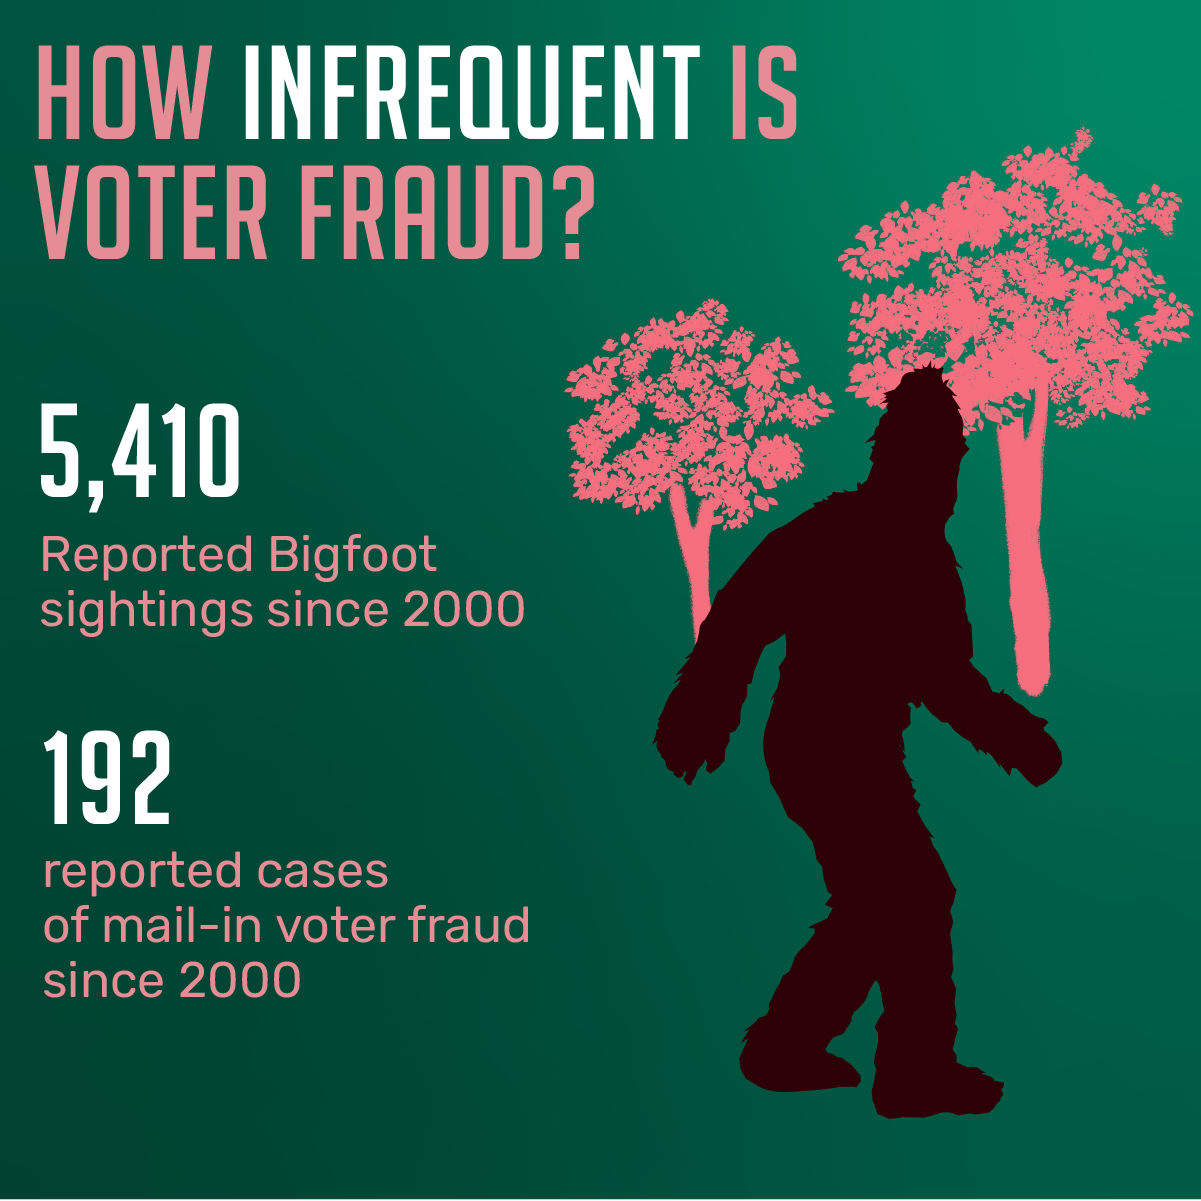 HOW INFREQUENT IS
VOTER FRAUD?
5,410
Reported Bigfoot
sightings since 2000
192
reported cases
of mail-in voter fraud
since 2000